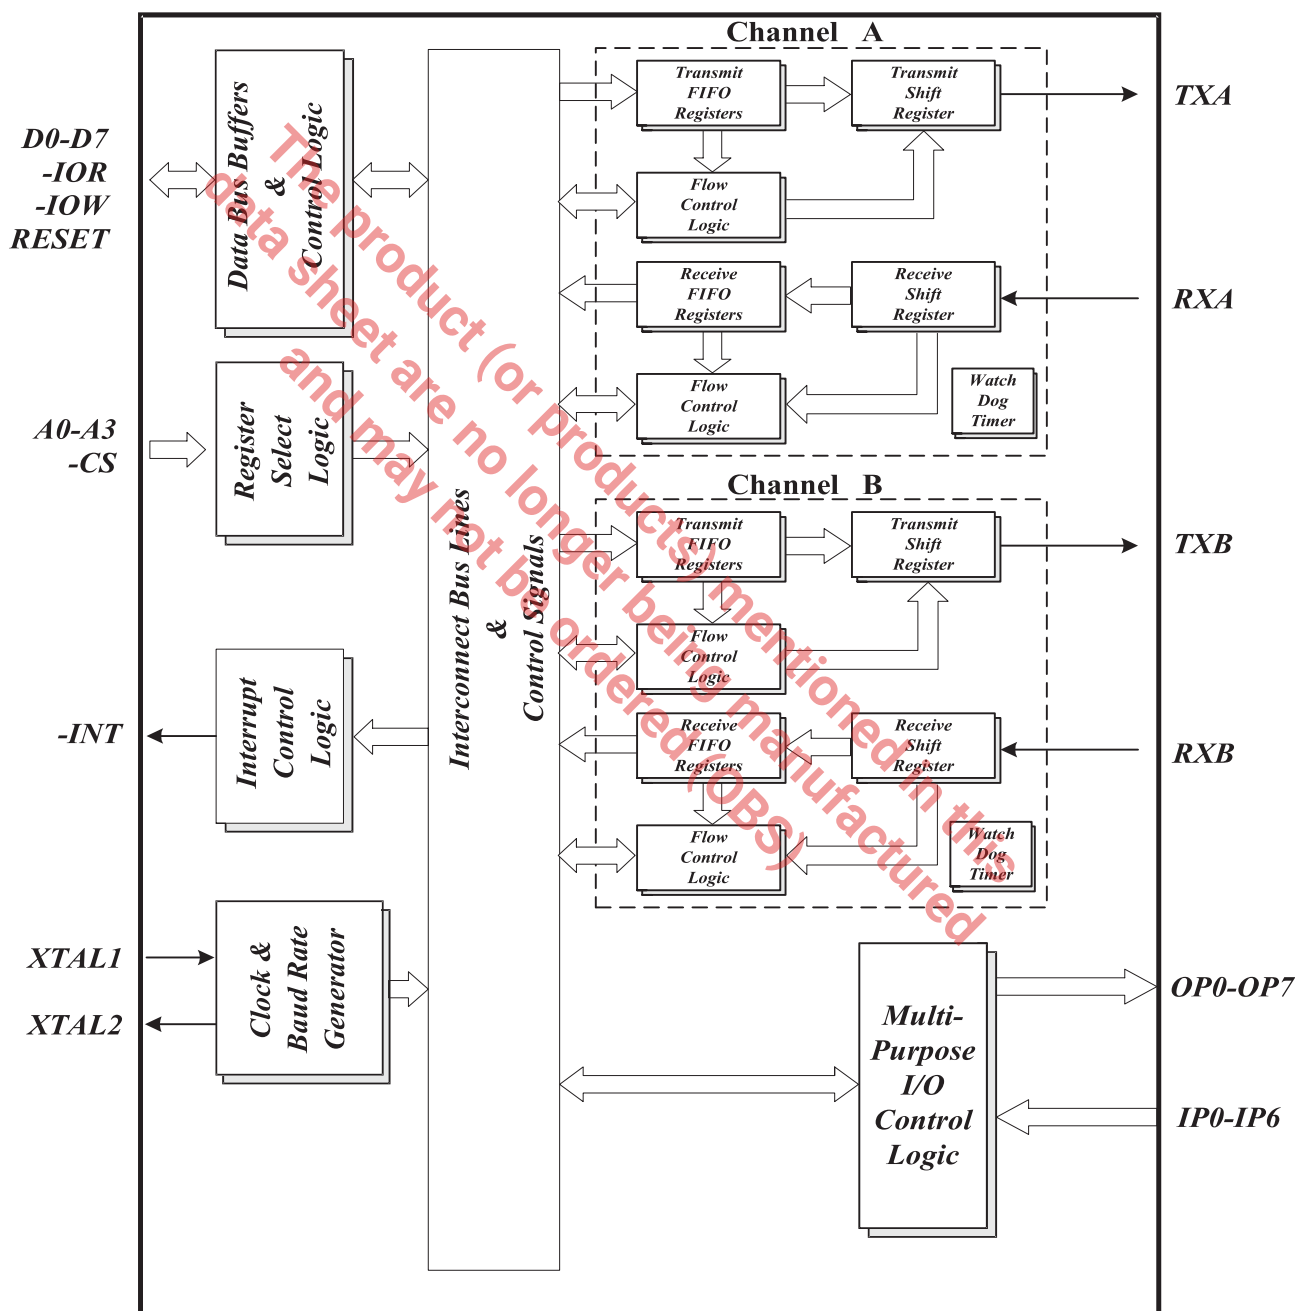 Channel A
Transmit
FIFO
Registers
Transmit
Shift
Register
TXA
Flow
Control
Logic
Receive
FIFO
Registers
Receive
Shift
Register
RXA
Flow
Control
Logic
Watch
Dog
Timer
D0-D7
-IOR
-IOW
RESET
Data Bus Buffers
&
Control Logic
A0-A3
-CS
Register
Select
Logic
Interconnect Bus Lines
&
Control Signals
Channel B
Transmit
FIFO
Registers
Transmit
Shift
Register
TXB
Flow
Control
Logic
Receive
FIFO
Registers
Receive
Shift
Register
RXB
Flow
Control
Logic
Watch
Dog
Timer
-INT
Interrupt
Control
Logic
XTAL1
XTAL2
Clock &
Baud Rate
Generator
Multi-
Purpose
I/O
Control
Logic
OP0-OP7
IP0-IP6
The product (or products) mentioned in this
data sheet are no longer being manufactured
and may not be ordered (OBS)